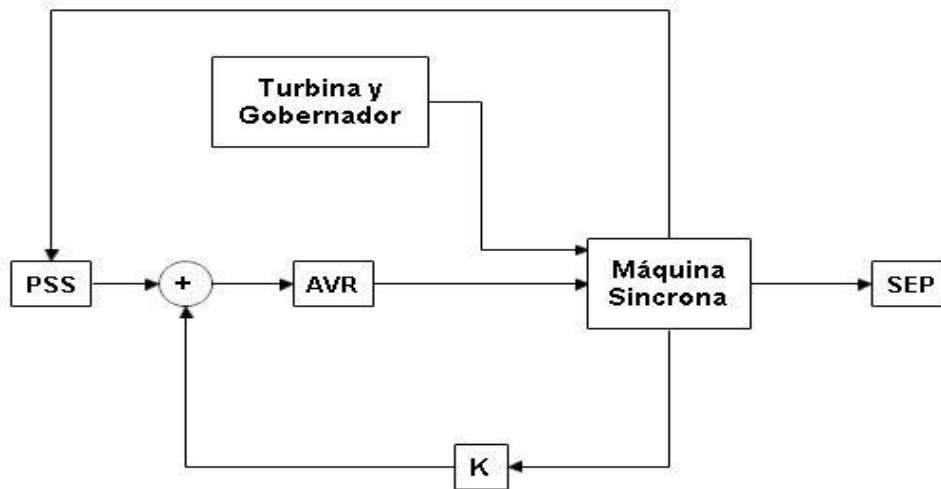 Turbina y
Gobernador
PSS
+
AVR
Máquina
Sincrona
SEP
K